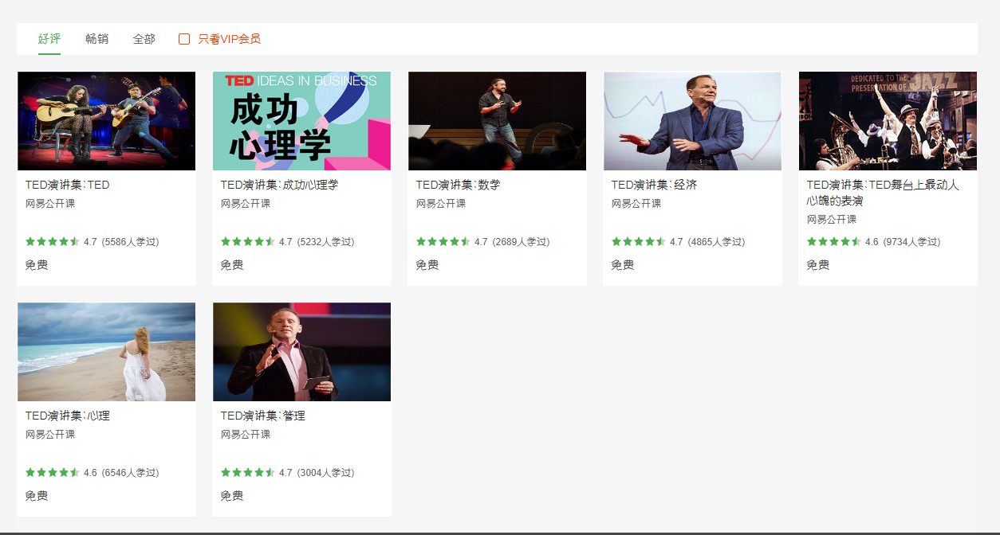 好评 畅销 全部 只看VIP会员
TED IDEAS IN BUSINESS
成功
心理学
DEDICATED TO THE
PRESERVATION OF JAZZ
TED演讲集:TED
网易公开课
4.7 (5586人学过)
免费
TED演讲集:成功心理学
网易公开课
4.7 (5232人学过)
免费
TED演讲集:数学
网易公开课
4.7 (2689人学过)
免费
TED演讲集:经济
网易公开课
4.7 (4865人学过)
免费
TED演讲集:TED舞台上最动人
心魄的表演
网易公开课
4.6 (9734人学过)
免费
TED演讲集:心理
网易公开课
4.6 (6546人学过)
免费
TED演讲集:管理
网易公开课
4.7 (3004人学过)
免费